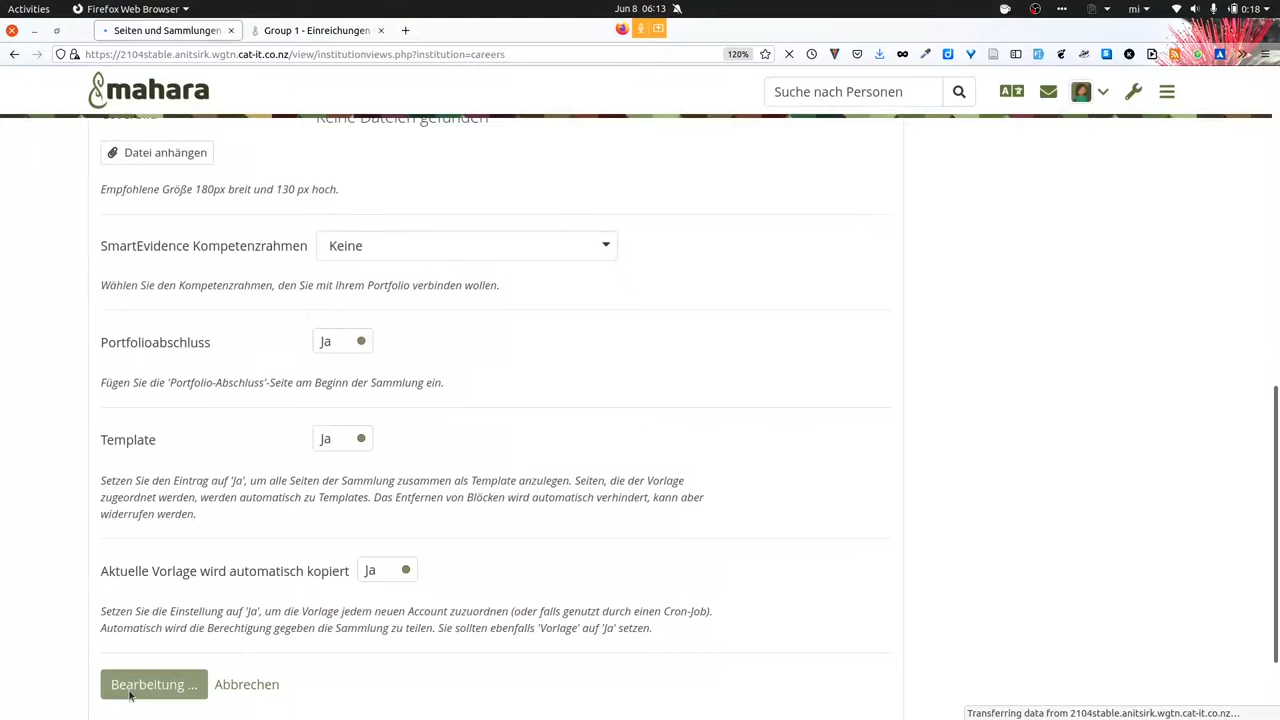 Activities
Firefox Web Browser
Jun 8 06:13
mi
0:18
Seiten und Sammlungen
Group 1 - Einreichungen
https://2104stable.anitsirk.wgtn.cat-it.co.nz/view/institutionviews.php?institution=careers
120%
mahara
Suche nach Personen
Keine Dateien gefunden
Datei anhängen
Empfohlene Größe 180px breit und 130 px hoch.
SmartEvidence Kompetenzrahmen
Keine
Wählen Sie den Kompetenzrahmen, den Sie mit Ihrem Portfolio verbinden wollen.
Portfolioabschluss
Ja
Fügen Sie die 'Portfolio-Abschluss'-Seite am Beginn der Sammlung ein.
Template
Ja
Setzen Sie den Eintrag auf 'Ja', um alle Seiten der Sammlung zusammen als Template anzulegen. Seiten, die der Vorlage
zugeordnet werden, werden automatisch zu Templates. Das Entfernen von Blöcken wird automatisch verhindert, kann aber
widerrufen werden.
Aktuelle Vorlage wird automatisch kopiert
Ja
Setzen Sie die Einstellung auf 'Ja', um die Vorlage jedem neuen Account zuzuordnen (oder falls genutzt durch einen Cron-Job).
Automatisch wird die Berechtigung gegeben die Sammlung zu teilen. Sie sollten ebenfalls 'Vorlage' auf 'Ja' setzen.
Bearbeitung ...
Abbrechen
Transferring data from 2104stable.anitsirk.wgtn.cat-it.co.nz…